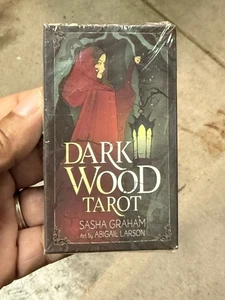 DARK
WOOD
TAROT
SASHA GRAHAM
Art by ABIGAIL LARSON